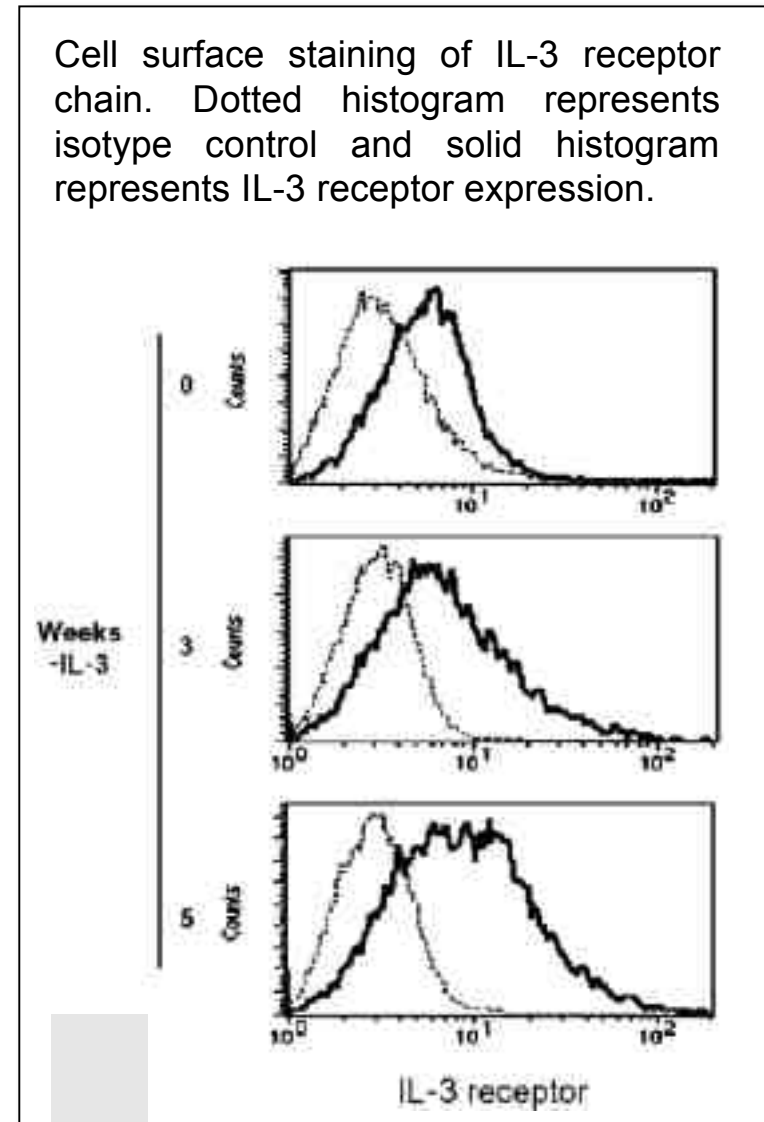 Cell surface staining of IL-3 receptor
chain. Dotted histogram represents
isotype control and solid histogram
represents IL-3 receptor expression.
0
Counts
10¹
10²
Weeks
-IL-3
3
Counts
10⁰
10¹
10²
5
Counts
10⁰
10¹
10²
IL-3 receptor